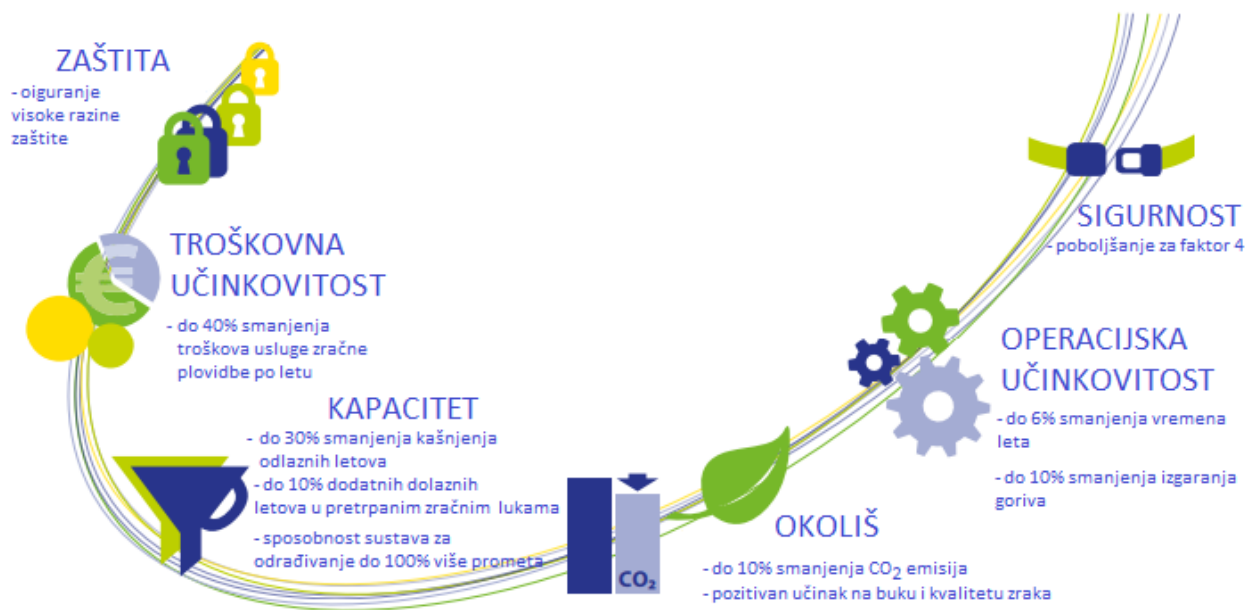 ZAŠTITA
- oiguranje
visoke razine
zaštite
TROŠKOVNA
UČINKOVITOST
- do 40% smanjenja
troškova usluge zračne
plovidbe po letu
KAPACITET
- do 30% smanjenja kašnjenja
odlaznih letova
- do 10% dodatnih dolaznih
letova u pretrpanim zračnim lukama
- sposobnost sustava za
odrađivanje do 100% više prometa
CO₂
OKOLIŠ
- do 10% smanjenja CO₂ emisija
- pozitivan učinak na buku i kvalitetu zraka
OPERACIJSKA
UČINKOVITOST
- do 6% smanjenja vremena
leta
- do 10% smanjenja izgaranja
goriva
SIGURNOST
- poboljšanje za faktor 4